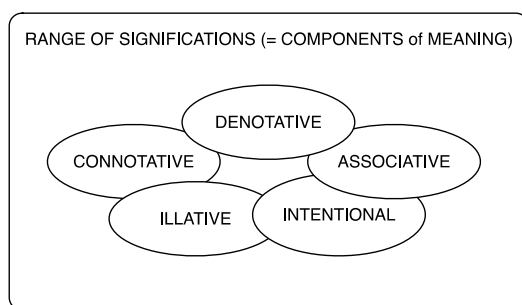 RANGE OF SIGNIFICATIONS (= COMPONENTS of MEANING)
DENOTATIVE
CONNOTATIVE
ASSOCIATIVE
ILLATIVE
INTENTIONAL